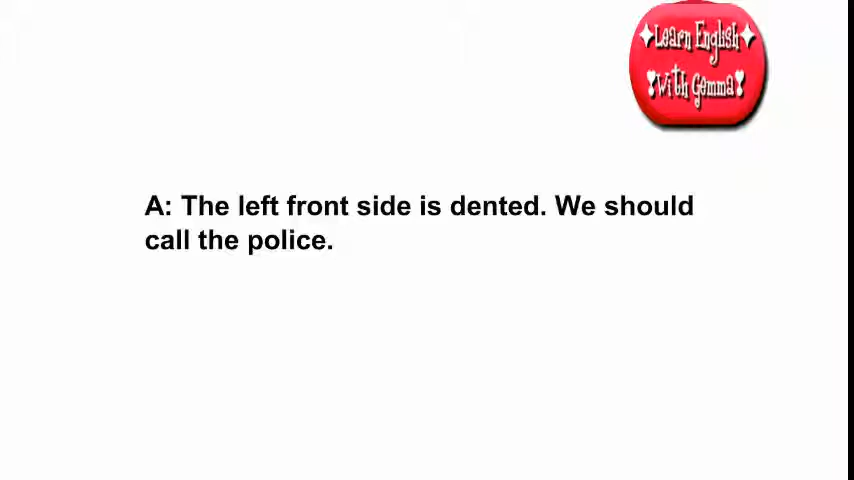 Learn English
With Gemma
A: The left front side is dented. We should
call the police.